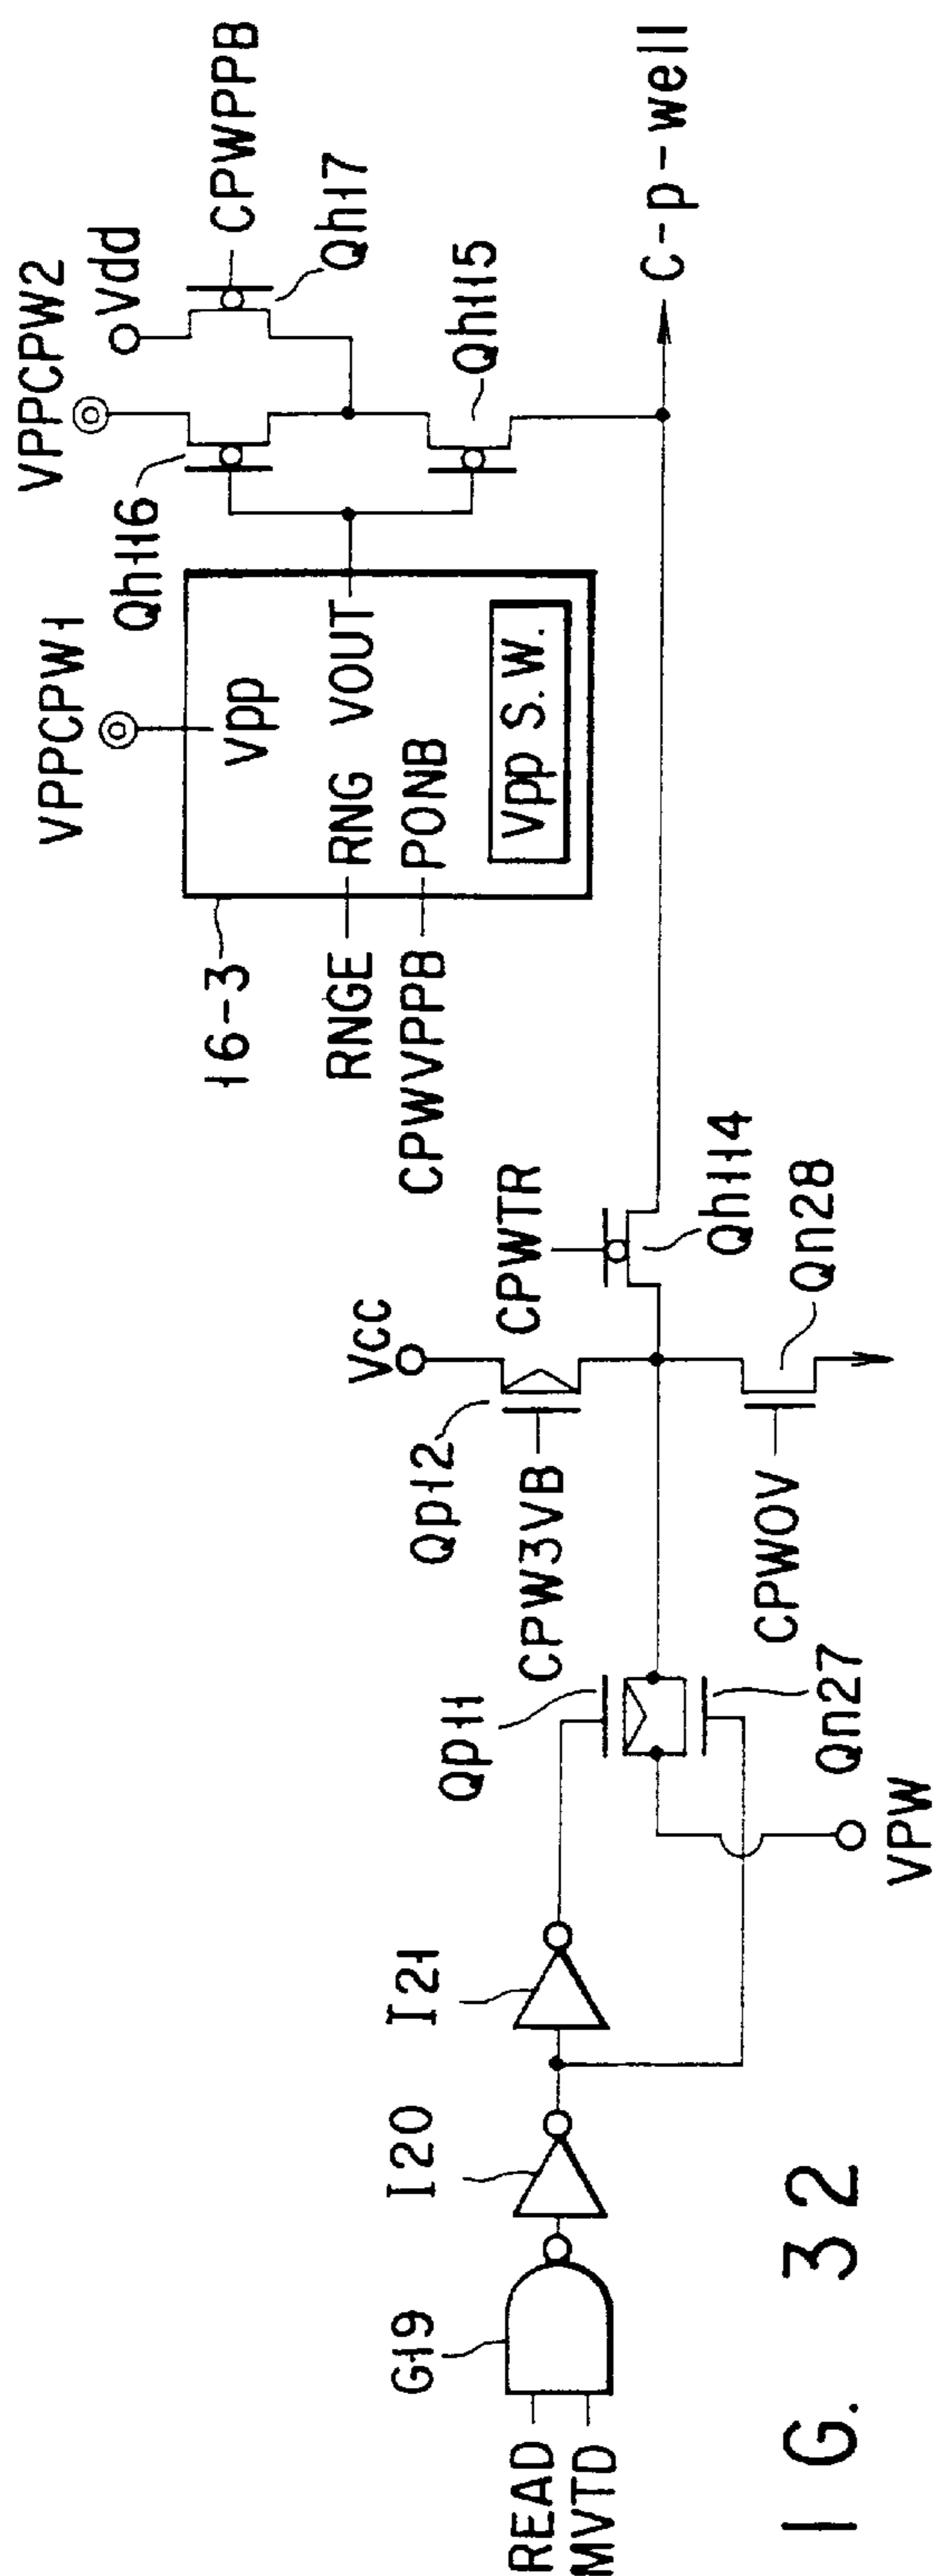 VPPCPW1
VPPCPW2
Vdd
CPWPPB
Qh116
Qh17
Vpp
16-3
RNGE
RNG
VOUT
CPWVPPB
PONB
Qh115
Vpp S.W.
C-p-well
Vcc
CPWTR
Qp12
CPW3VB
Qh114
Qn28
CPW0V
Qp11
Qn27
VPW
I21
I20
G19
READ
MVTD
I G. 32